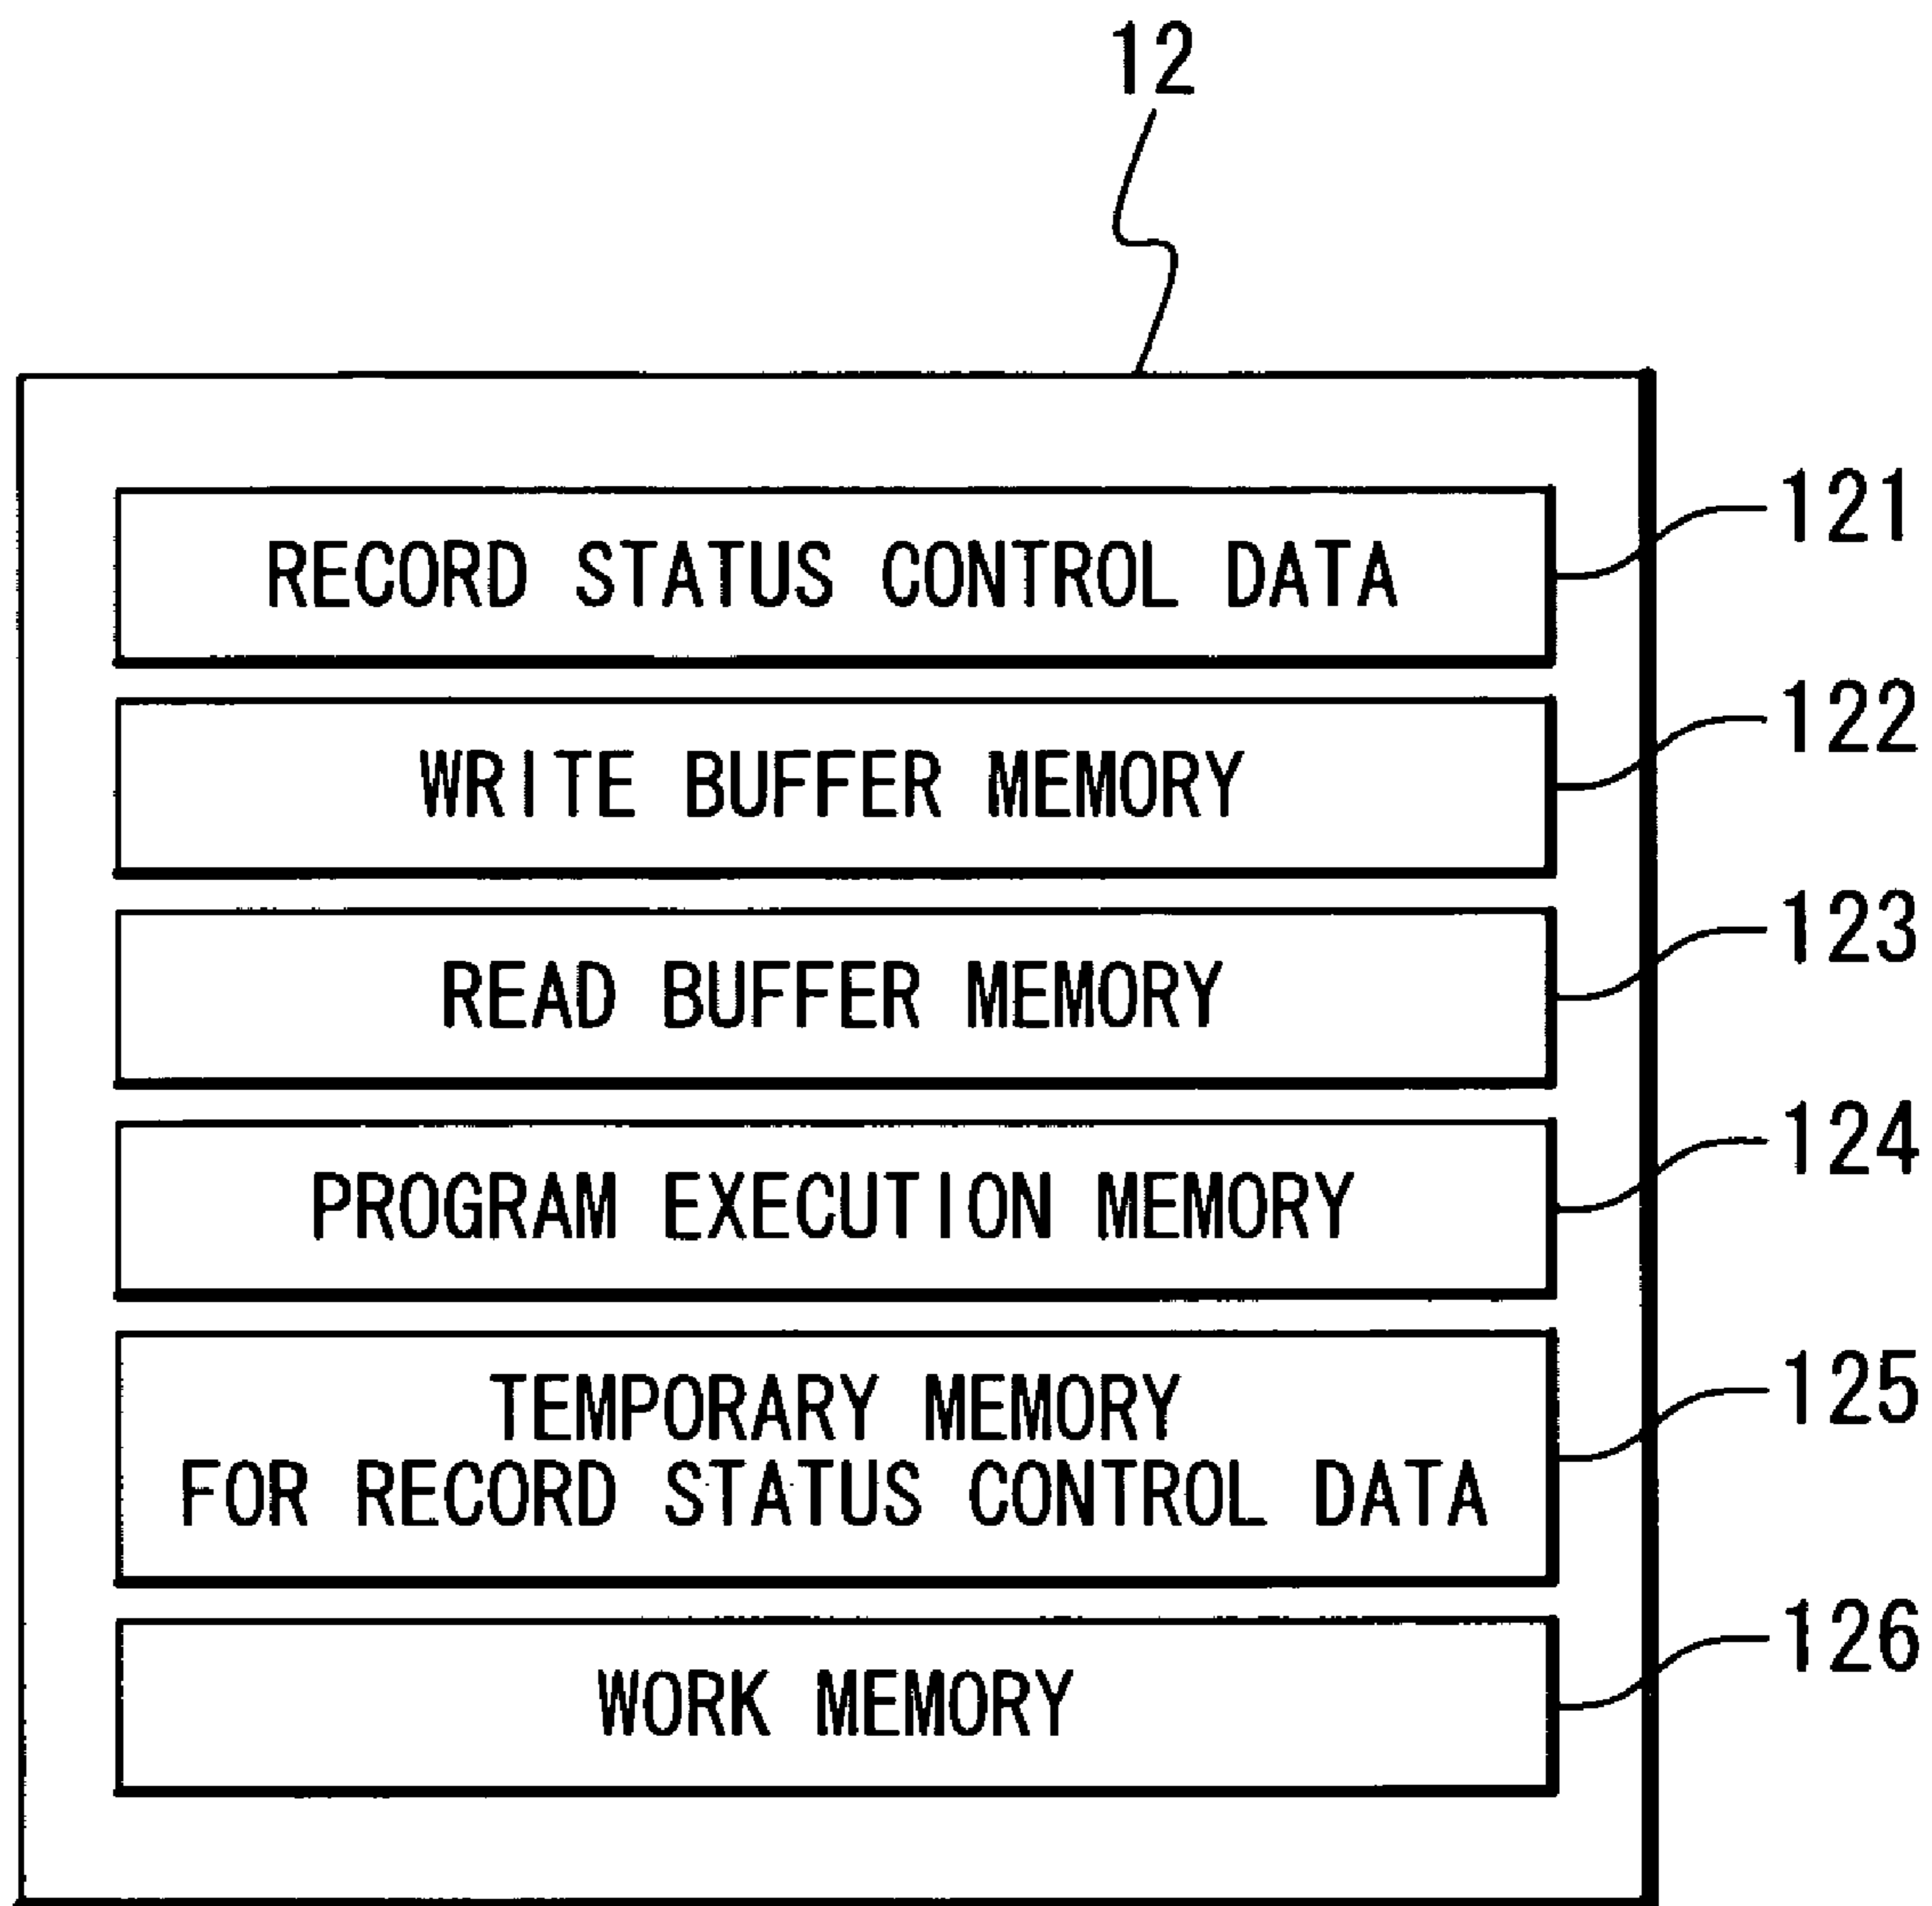 12
RECORD STATUS CONTROL DATA
121
WRITE BUFFER MEMORY
122
READ BUFFER MEMORY
123
PROGRAM EXECUTION MEMORY
124
TEMPORARY MEMORY
FOR RECORD STATUS CONTROL DATA
125
WORK MEMORY
126